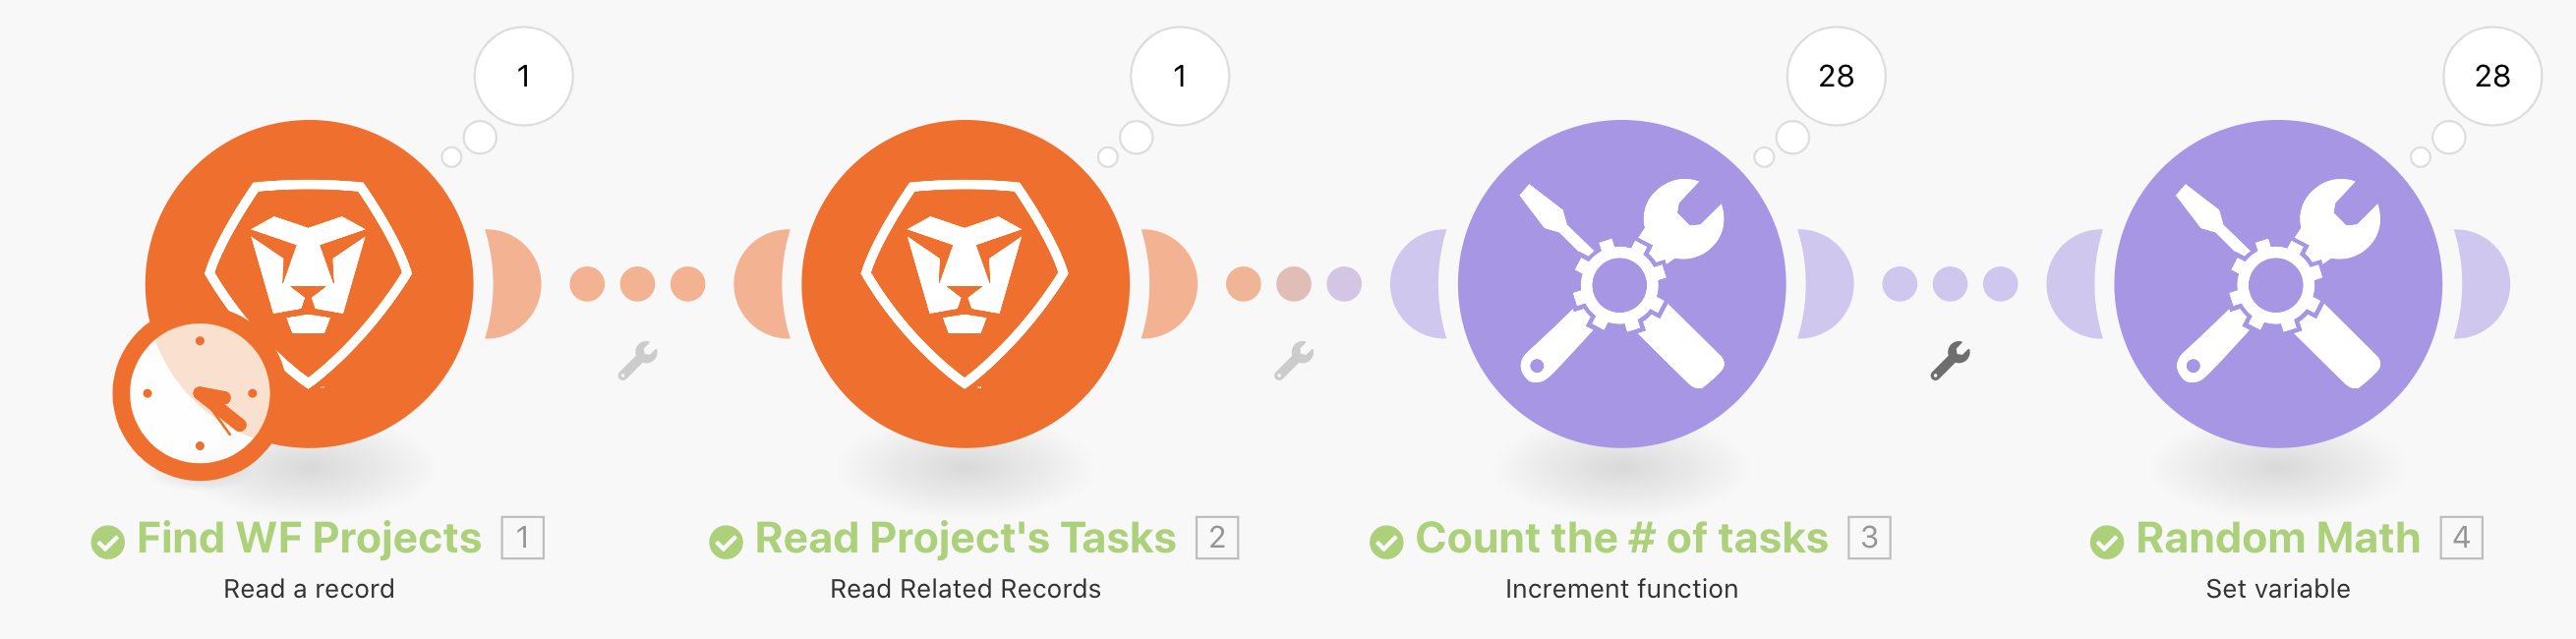 1
1
28
28
Find WF Projects 1
Read a record
Read Project's Tasks 2
Read Related Records
Count the # of tasks 3
Increment function
Random Math 4
Set variable